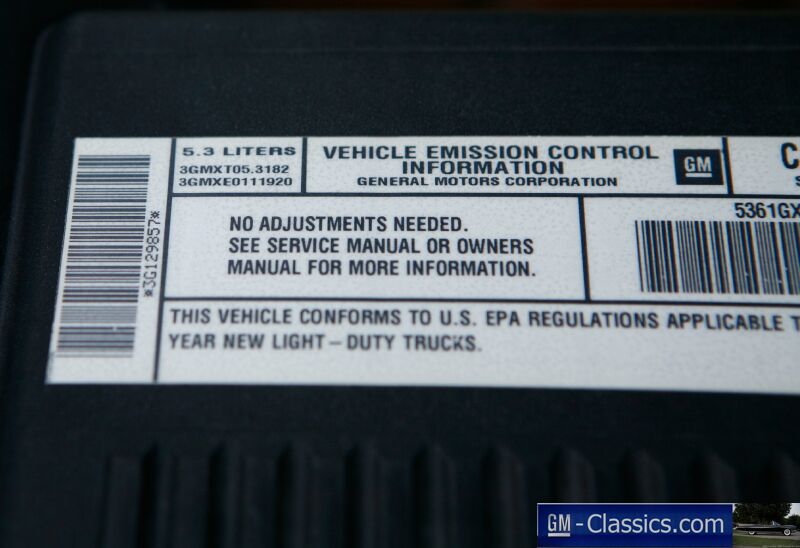 5.3 LITERS
3GMXT05.3182
3GMXE0111920
VEHICLE EMISSION CONTROL
INFORMATION
GENERAL MOTORS CORPORATION
GM
C
S
*3G129857*
NO ADJUSTMENTS NEEDED.
SEE SERVICE MANUAL OR OWNERS
MANUAL FOR MORE INFORMATION.
5361GX
THIS VEHICLE CONFORMS TO U.S. EPA REGULATIONS APPLICABLE T
YEAR NEW LIGHT-DUTY TRUCKS.
GM-Classics.com